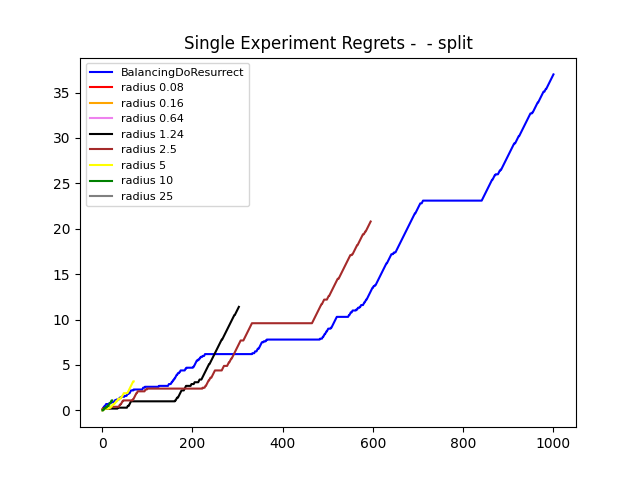 Single Experiment Regrets -  - split
BalancingDoResurrect
radius 0.08
radius 0.16
radius 0.64
radius 1.24
radius 2.5
radius 5
radius 10
radius 25
35
30
25
20
15
10
5
0
0 200 400 600 800 1000